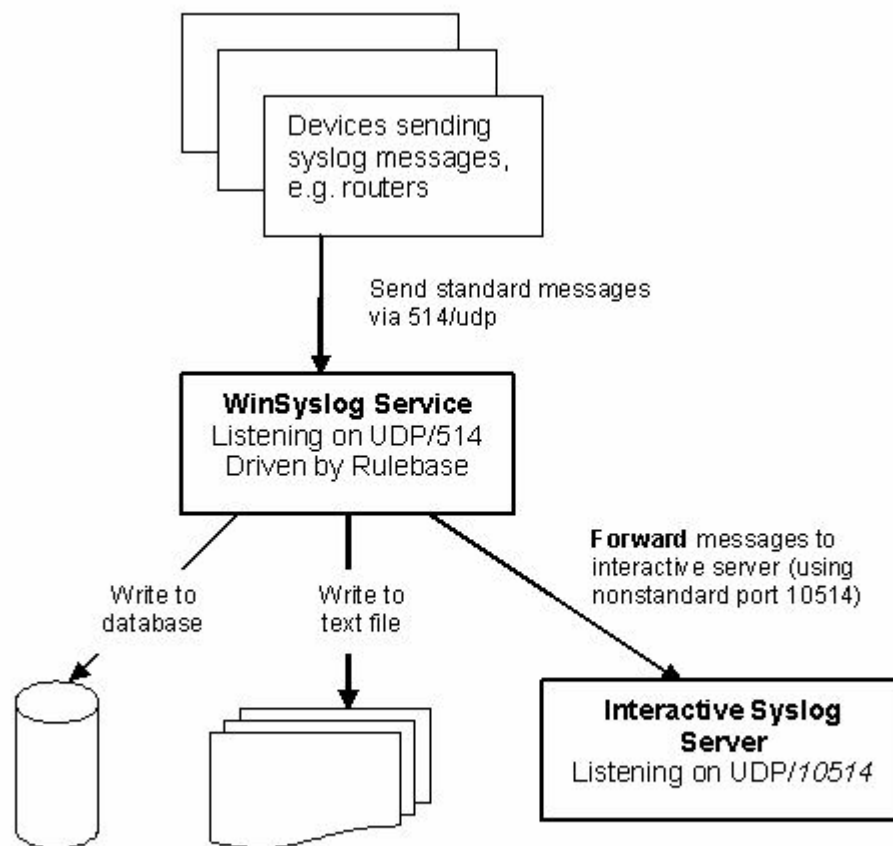 Devices sending
syslog messages,
e.g. routers
Send standard messages
via 514/udp
WinSyslog Service
Listening on UDP/514
Driven by Rulebase
Forward messages to
interactive server (using
nonstandard port 10514)
Write to
database
Write to
text file
Interactive Syslog
Server
Listening on UDP/10514